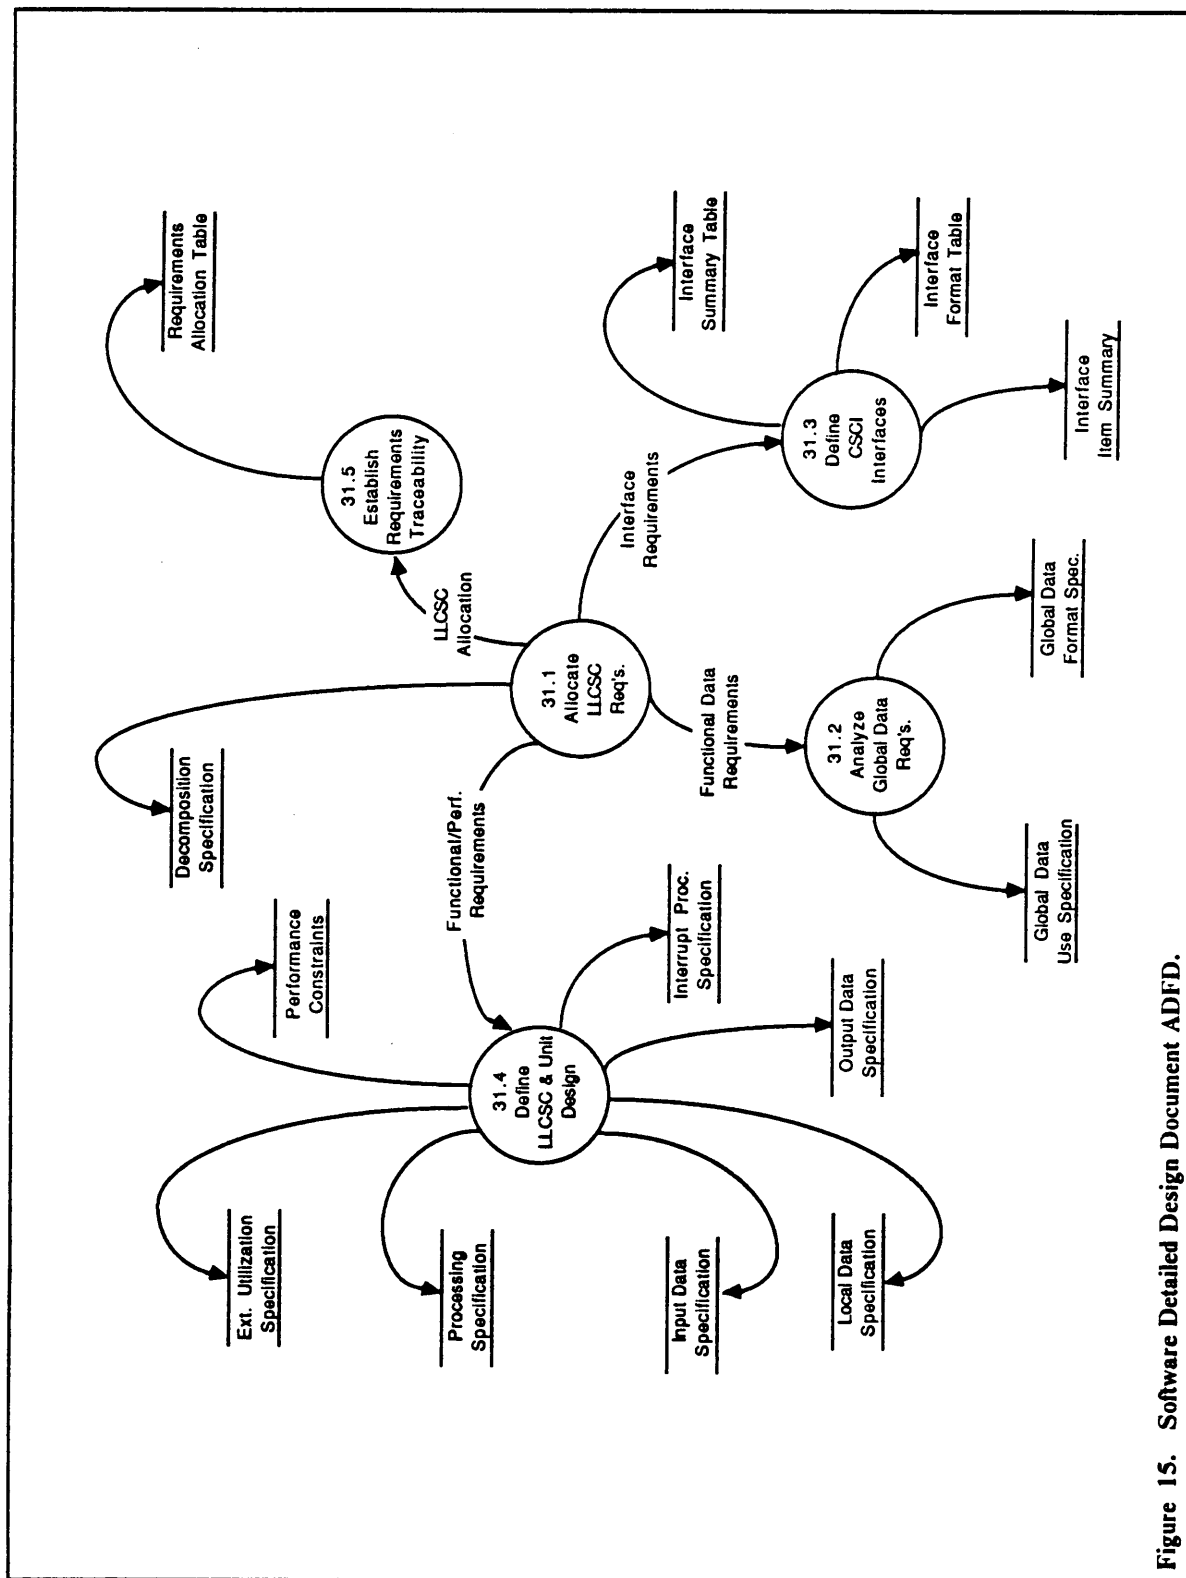 Requirements
Allocation Table
Decomposition
Specification
Performance
Constraints
Ext. Utilization
Specification
31.5
Establish
Requirements
Traceability
LLCSC
Allocation
Functional/Perf.
Requirements
Processing
Specification
31.4
Define
LLCSC & Unit
Design
31.1
Allocate
LLCSC
Req's.
Interface
Requirements
Interface
Summary Table
Interrupt Proc.
Specification
Functional Data
Requirements
Input Data
Specification
31.3
Define
CSCI
Interfaces
31.2
Analyze
Global Data
Req's.
Output Data
Specification
Local Data
Specification
Interface
Format Table
Global Data
Use Specification
Global Data
Format Spec.
Interface
Item Summary
Figure 15. Software Detailed Design Document ADFD.